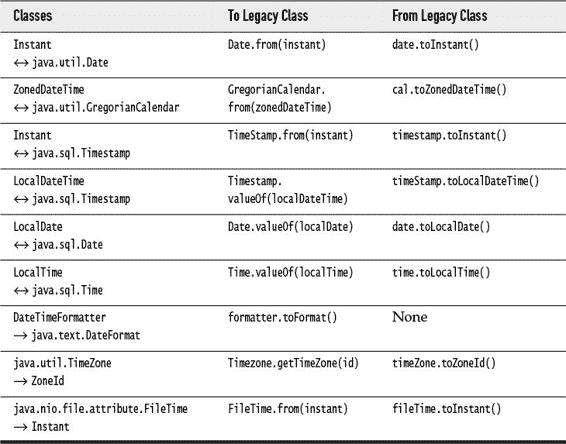 Classes To Legacy Class From Legacy Class
Instant Date.from(instant) date.toInstant()
↔ java.util.Date
ZonedDateTime GregorianCalendar. cal.toZonedDateTime()
↔ java.util.GregorianCalendar from(zonedDateTime)
Instant TimeStamp.from(instant) timestamp.toInstant()
↔ java.sql.Timestamp
LocalDateTime Timestamp. timeStamp.toLocalDateTime()
↔ java.sql.Timestamp valueOf(localDateTime)
LocalDate Date.valueOf(localDate) date.toLocalDate()
↔ java.sql.Date
LocalTime Time.valueOf(localTime) time.toLocalTime()
↔ java.sql.Time
DateTimeFormatter formatter.toFormat() None
→ java.text.DateFormat
java.util.TimeZone Timezone.getTimeZone(id) timeZone.toZoneId()
→ ZoneId
java.nio.file.attribute.FileTime FileTime.from(instant) fileTime.toInstant()
→ Instant